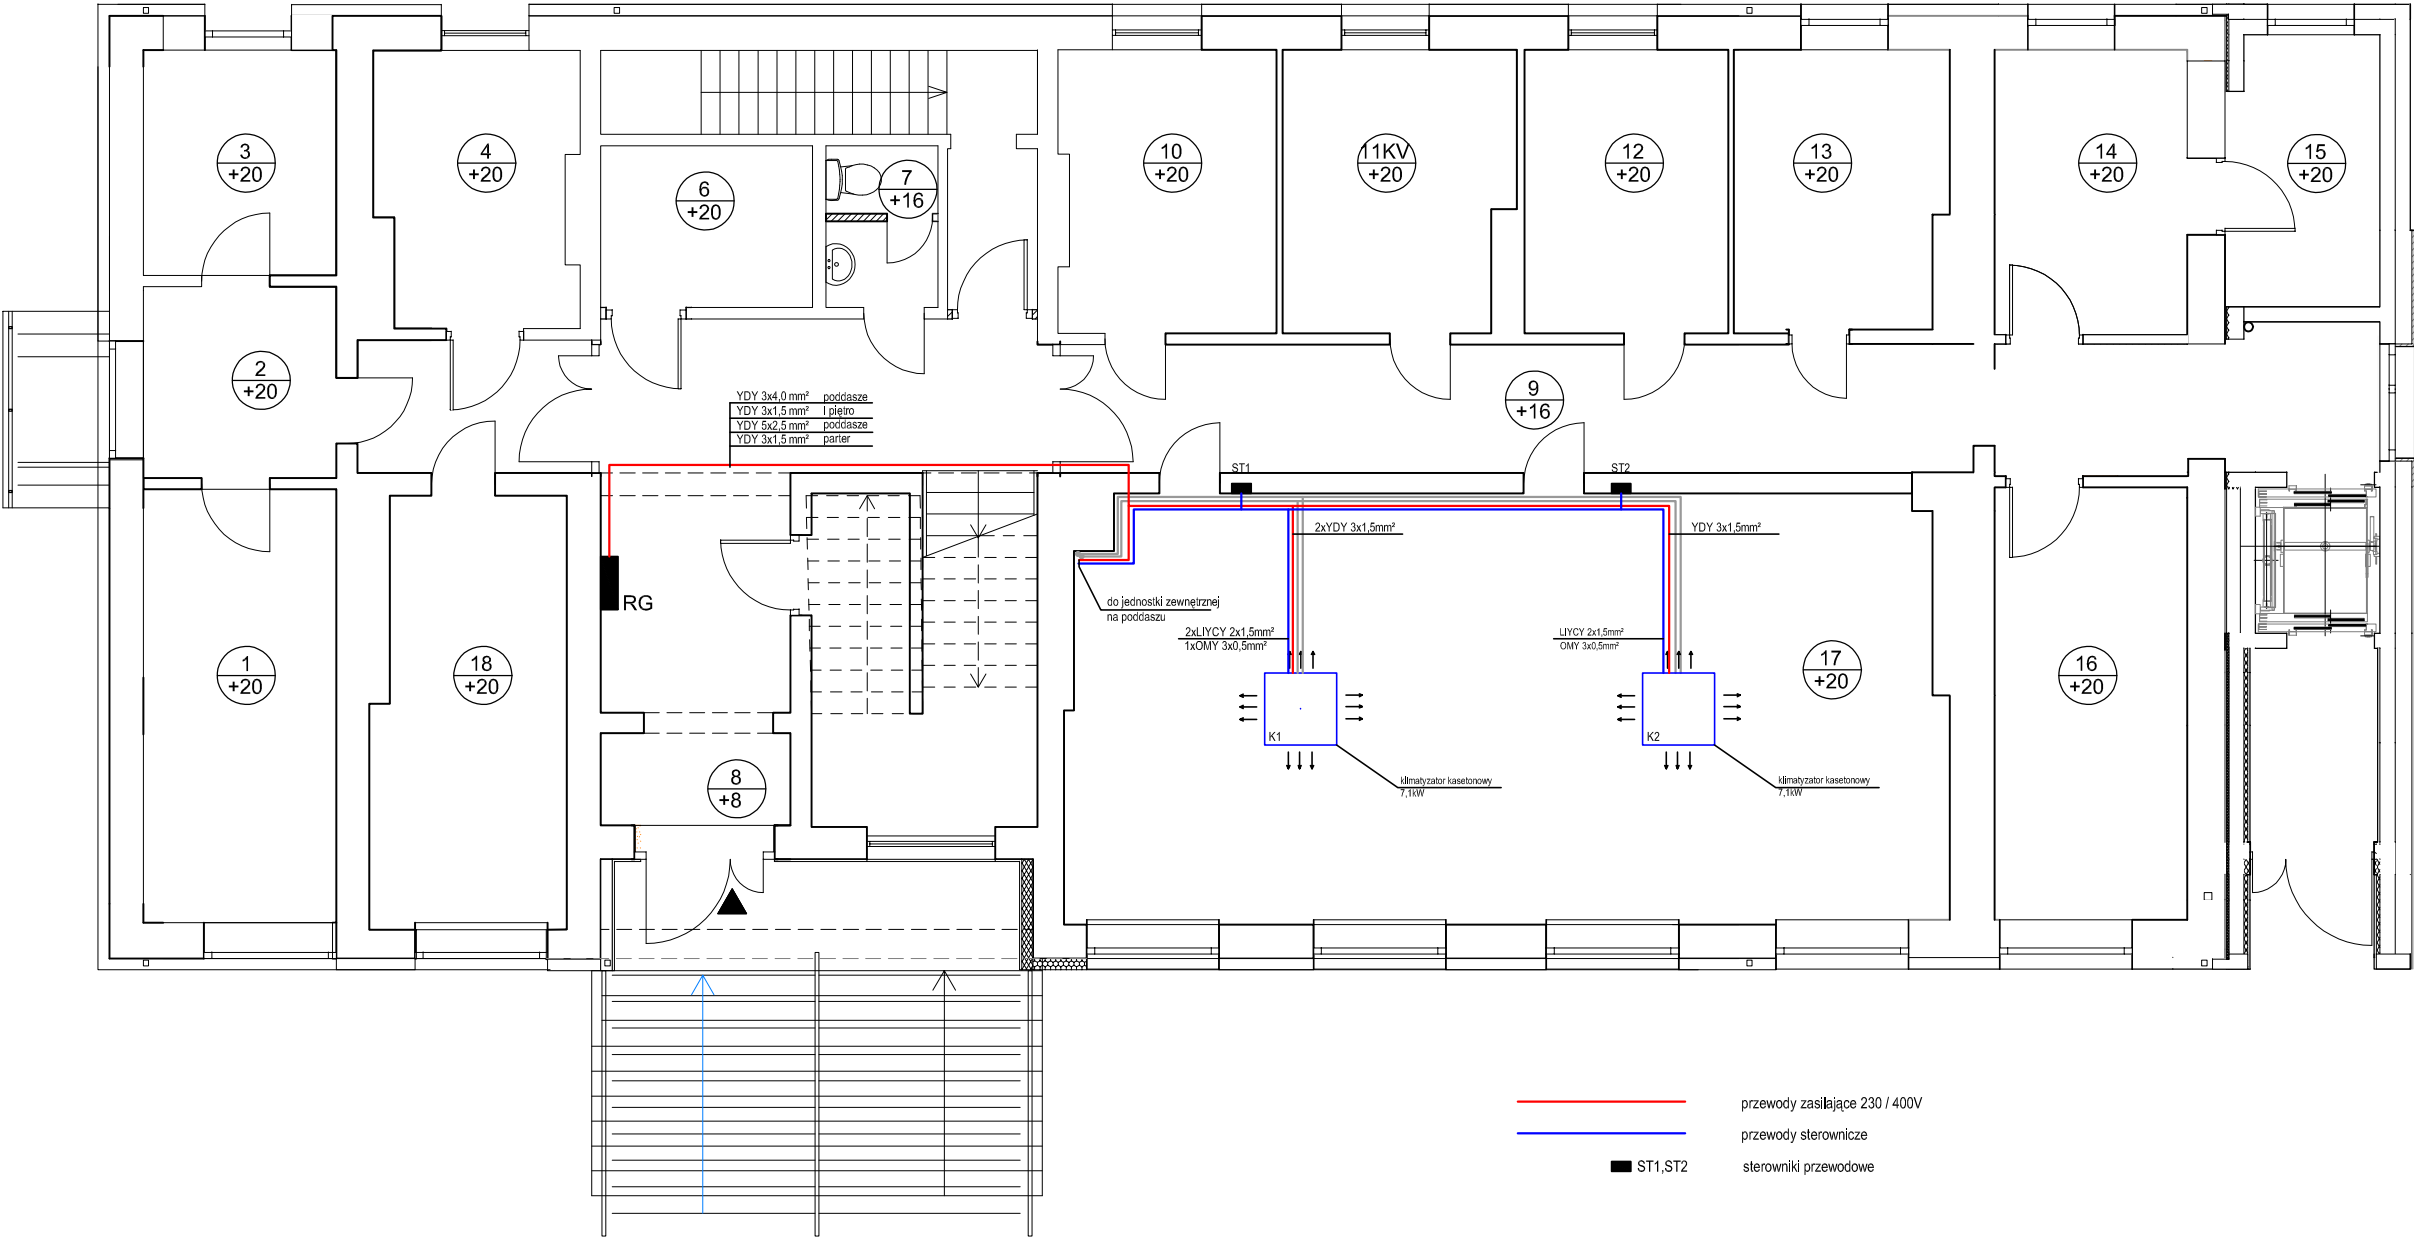 3
+20
4
+20
6
+20
7
+16
10
+20
11KV
+20
12
+20
13
+20
14
+20
15
+20
2
+20
9
+16
YDY 3x4,0 mm² poddasze
YDY 3x1,5 mm² I piętro
YDY 5x2,5 mm² poddasze
YDY 3x1,5 mm² parter
ST1
ST2
2xYDY 3x1,5mm²
YDY 3x1,5mm²
RG
do jednostki zewnętrznej
na poddaszu
2xLIYCY 2x1,5mm²
1xOMY 3x0,5mm²
LIYCY 2x1,5mm²
OMY 3x0,5mm²
1
+20
18
+20
17
+20
16
+20
K1
K2
klimatyzator kasetonowy
7,1kW
klimatyzator kasetonowy
7,1kW
8
+8
przewody zasilające 230 / 400V
przewody sterownicze
ST1,ST2 sterowniki przewodowe